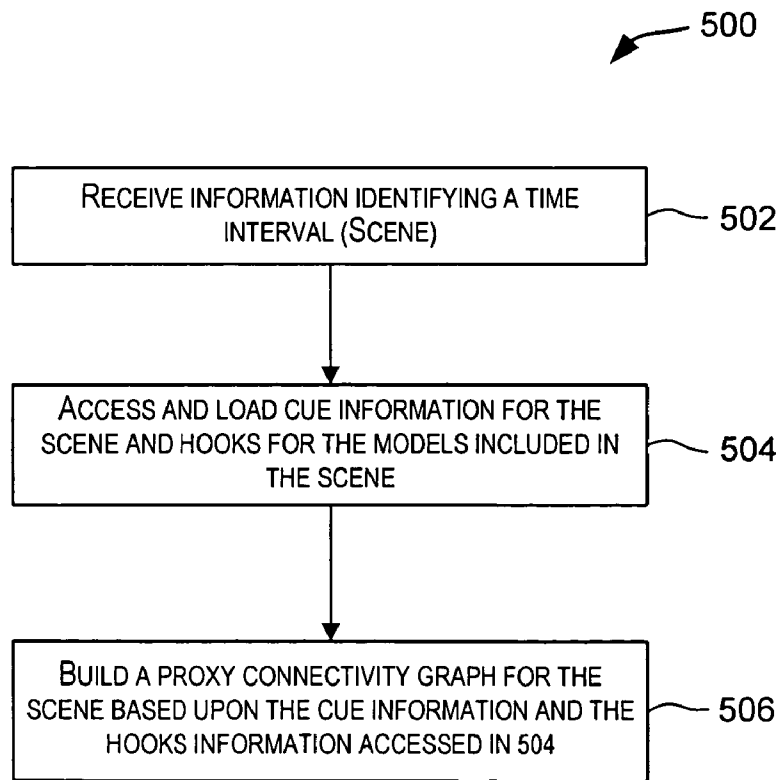 500
RECEIVE INFORMATION IDENTIFYING A TIME
INTERVAL (SCENE)
502
ACCESS AND LOAD CUE INFORMATION FOR THE
SCENE AND HOOKS FOR THE MODELS INCLUDED IN
THE SCENE
504
BUILD A PROXY CONNECTIVITY GRAPH FOR THE
SCENE BASED UPON THE CUE INFORMATION AND THE
HOOKS INFORMATION ACCESSED IN 504
506